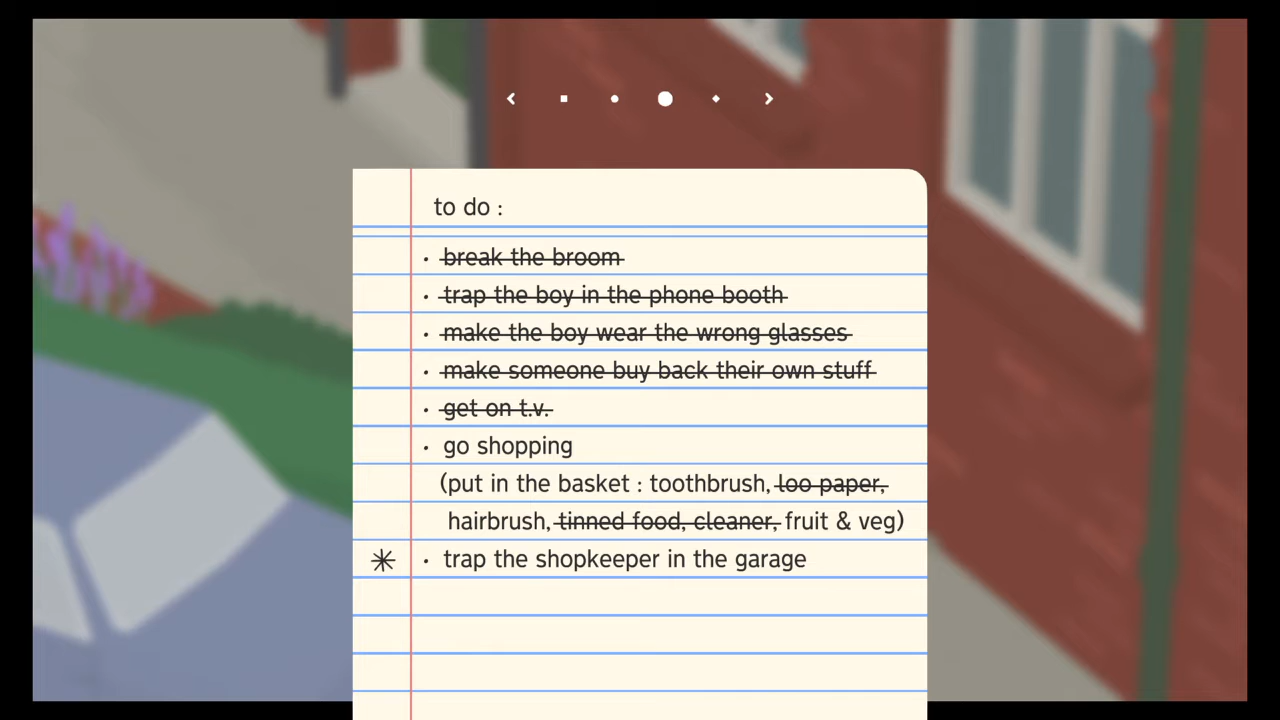 to do :
• break the broom
• trap the boy in the phone booth
• make the boy wear the wrong glasses
• make someone buy back their own stuff
• get on t.v.
• go shopping
(put in the basket : toothbrush, loo paper,
hairbrush, tinned food, cleaner, fruit & veg)
• trap the shopkeeper in the garage